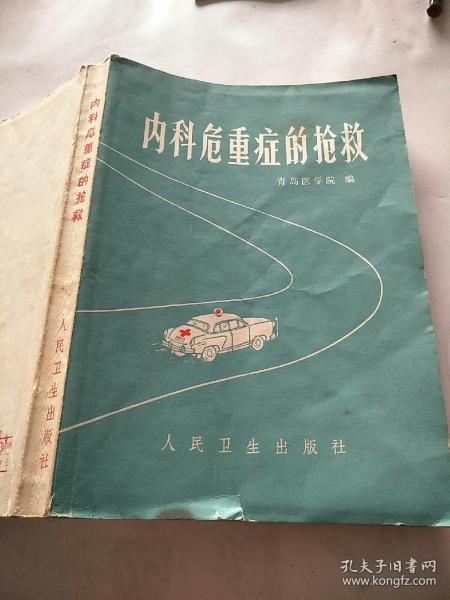 内科危重症的抢救
青岛医学院 编
人民卫生出版社
内科危重症的抢救
人民卫生出版社
孔夫子旧书网
www.kongfz.com